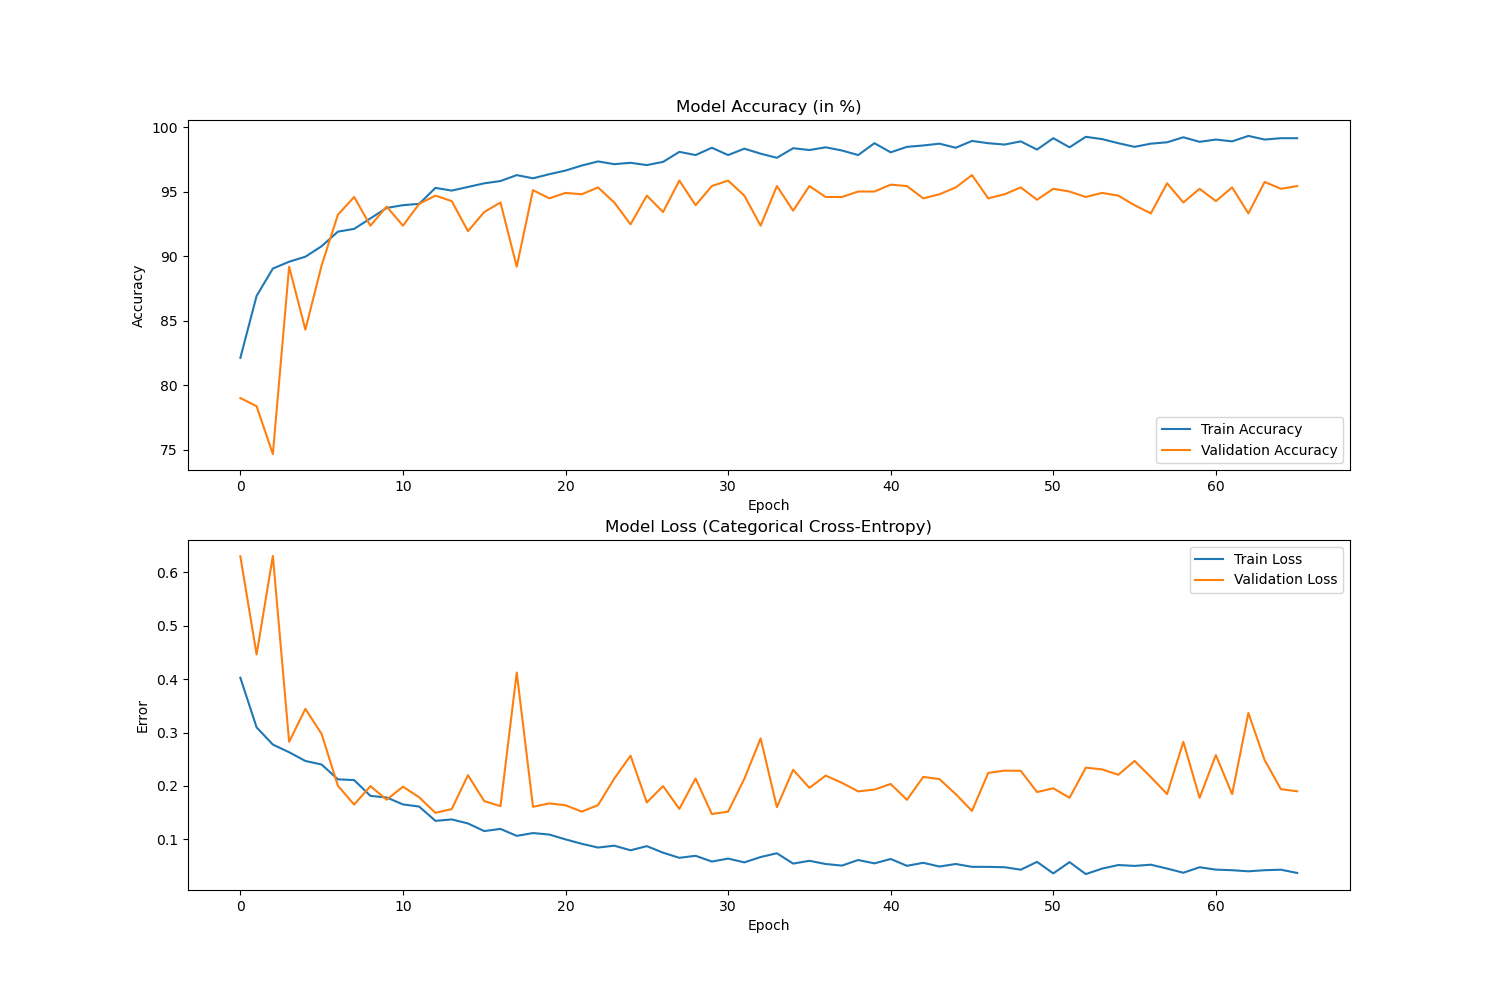 Model Accuracy (in %)
100
95
90
85
80
75
Accuracy
Train Accuracy
Validation Accuracy
0 10 20 30 40 50 60
Epoch
Model Loss (Categorical Cross-Entropy)
0.6
0.5
0.4
0.3
0.2
0.1
Error
Train Loss
Validation Loss
0 10 20 30 40 50 60
Epoch